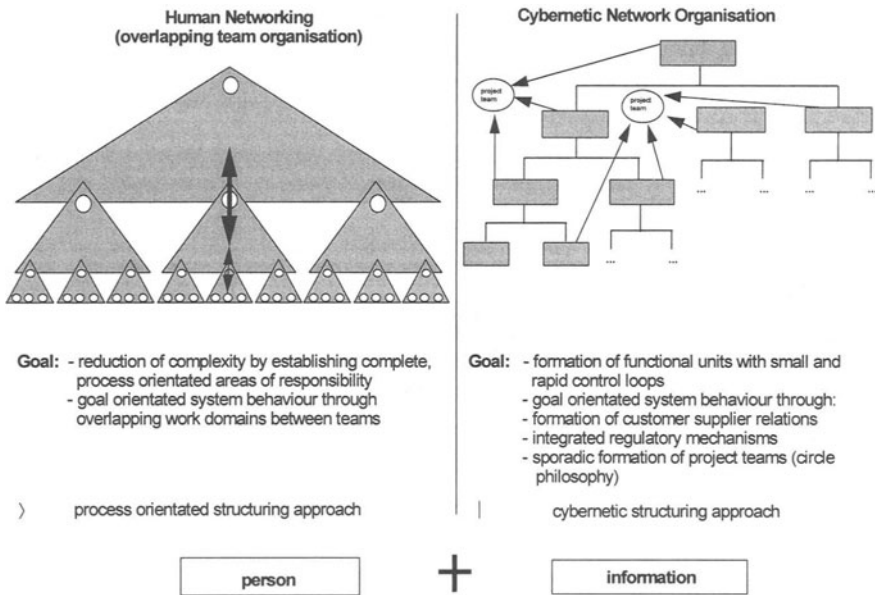 Human Networking
(overlapping team organisation)
Cybernetic Network Organisation
project
team
project
team
...
...
...
...
...
...
Goal: - reduction of complexity by establishing complete,
process orientated areas of responsibility
- goal orientated system behaviour through
overlapping work domains between teams
Goal: - formation of functional units with small and
rapid control loops
- goal orientated system behaviour through:
- formation of customer supplier relations
- integrated regulatory mechanisms
- sporadic formation of project teams (circle
philosophy)
〉 process orientated structuring approach
| cybernetic structuring approach
person
+
information